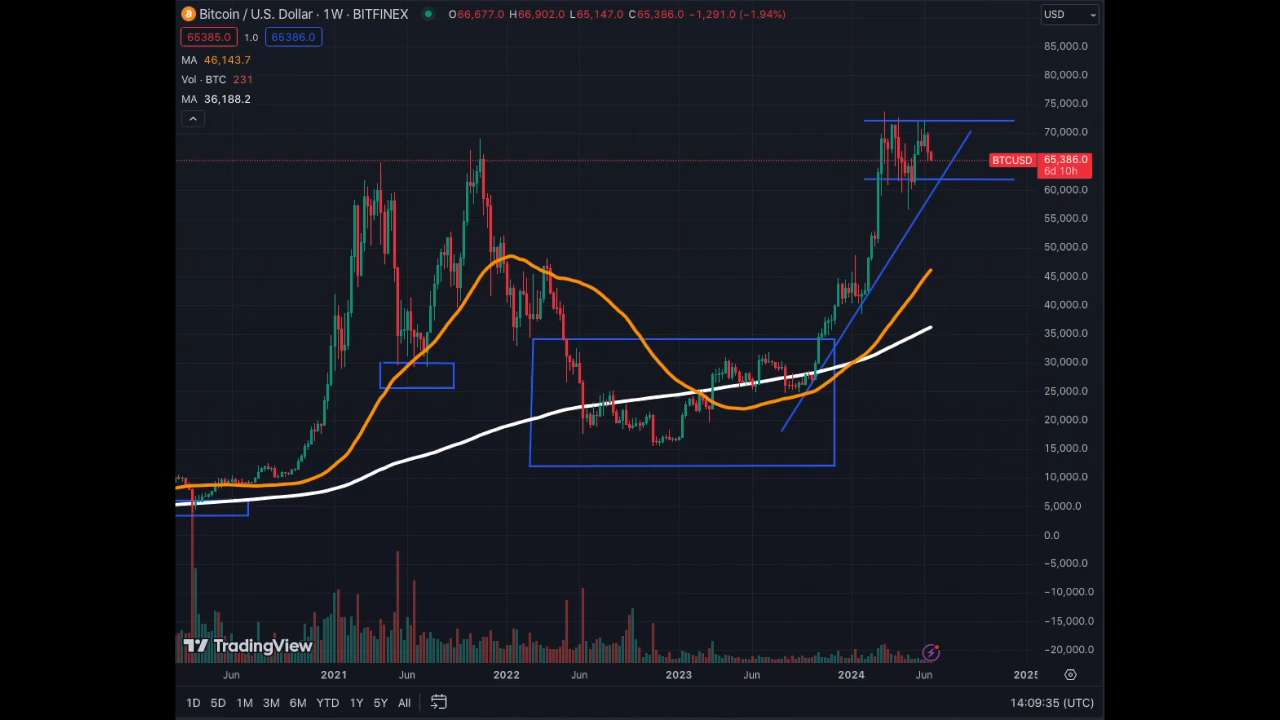 Bitcoin / U.S. Dollar · 1W · BITFINEX O66,677.0 H66,902.0 L65,147.0 C65,386.0 −1,291.0 (−1.94%) USD
65385.0 1.0 65386.0
MA 46,143.7
Vol · BTC 231
MA 36,188.2
85,000.0
80,000.0
75,000.0
70,000.0
BTCUSD 65,386.0
6d 10h
60,000.0
55,000.0
50,000.0
45,000.0
40,000.0
35,000.0
30,000.0
25,000.0
20,000.0
15,000.0
10,000.0
5,000.0
0.0
−5,000.0
−10,000.0
−15,000.0
−20,000.0
TradingView
Jun 2021 Jun 2022 Jun 2023 Jun 2024 Jun 2025
1D 5D 1M 3M 6M YTD 1Y 5Y All 14:09:35 (UTC)